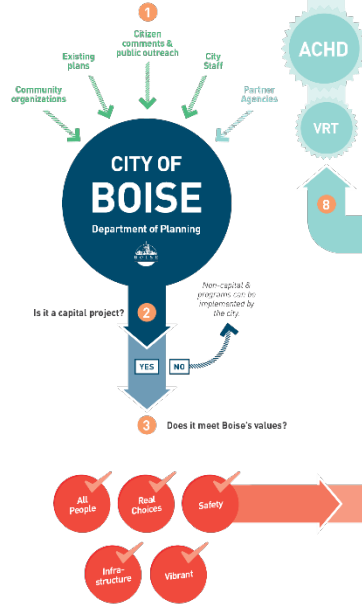 1
Citizen
comments &
public outreach
Existing
plans
City
Staff
Community
organizations
Partner
Agencies
ACHD
VRT
8
CITY OF
BOISE
Department of Planning
BOISE
Non-capital &
programs can be
implemented by
the city.
Is it a capital project?
2
YES
NO
3
Does it meet Boise's values?
All
People
Real
Choices
Safety
Infra-
structure
Vibrant